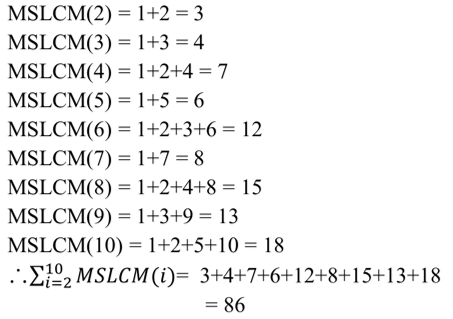 MSLCM(2) = 1+2 = 3
MSLCM(3) = 1+3 = 4
MSLCM(4) = 1+2+4 = 7
MSLCM(5) = 1+5 = 6
MSLCM(6) = 1+2+3+6 = 12
MSLCM(7) = 1+7 = 8
MSLCM(8) = 1+2+4+8 = 15
MSLCM(9) = 1+3+9 = 13
MSLCM(10) = 1+2+5+10 = 18
∴∑_{i=2}^{10} MSLCM(i)= 3+4+7+6+12+8+15+13+18
= 86